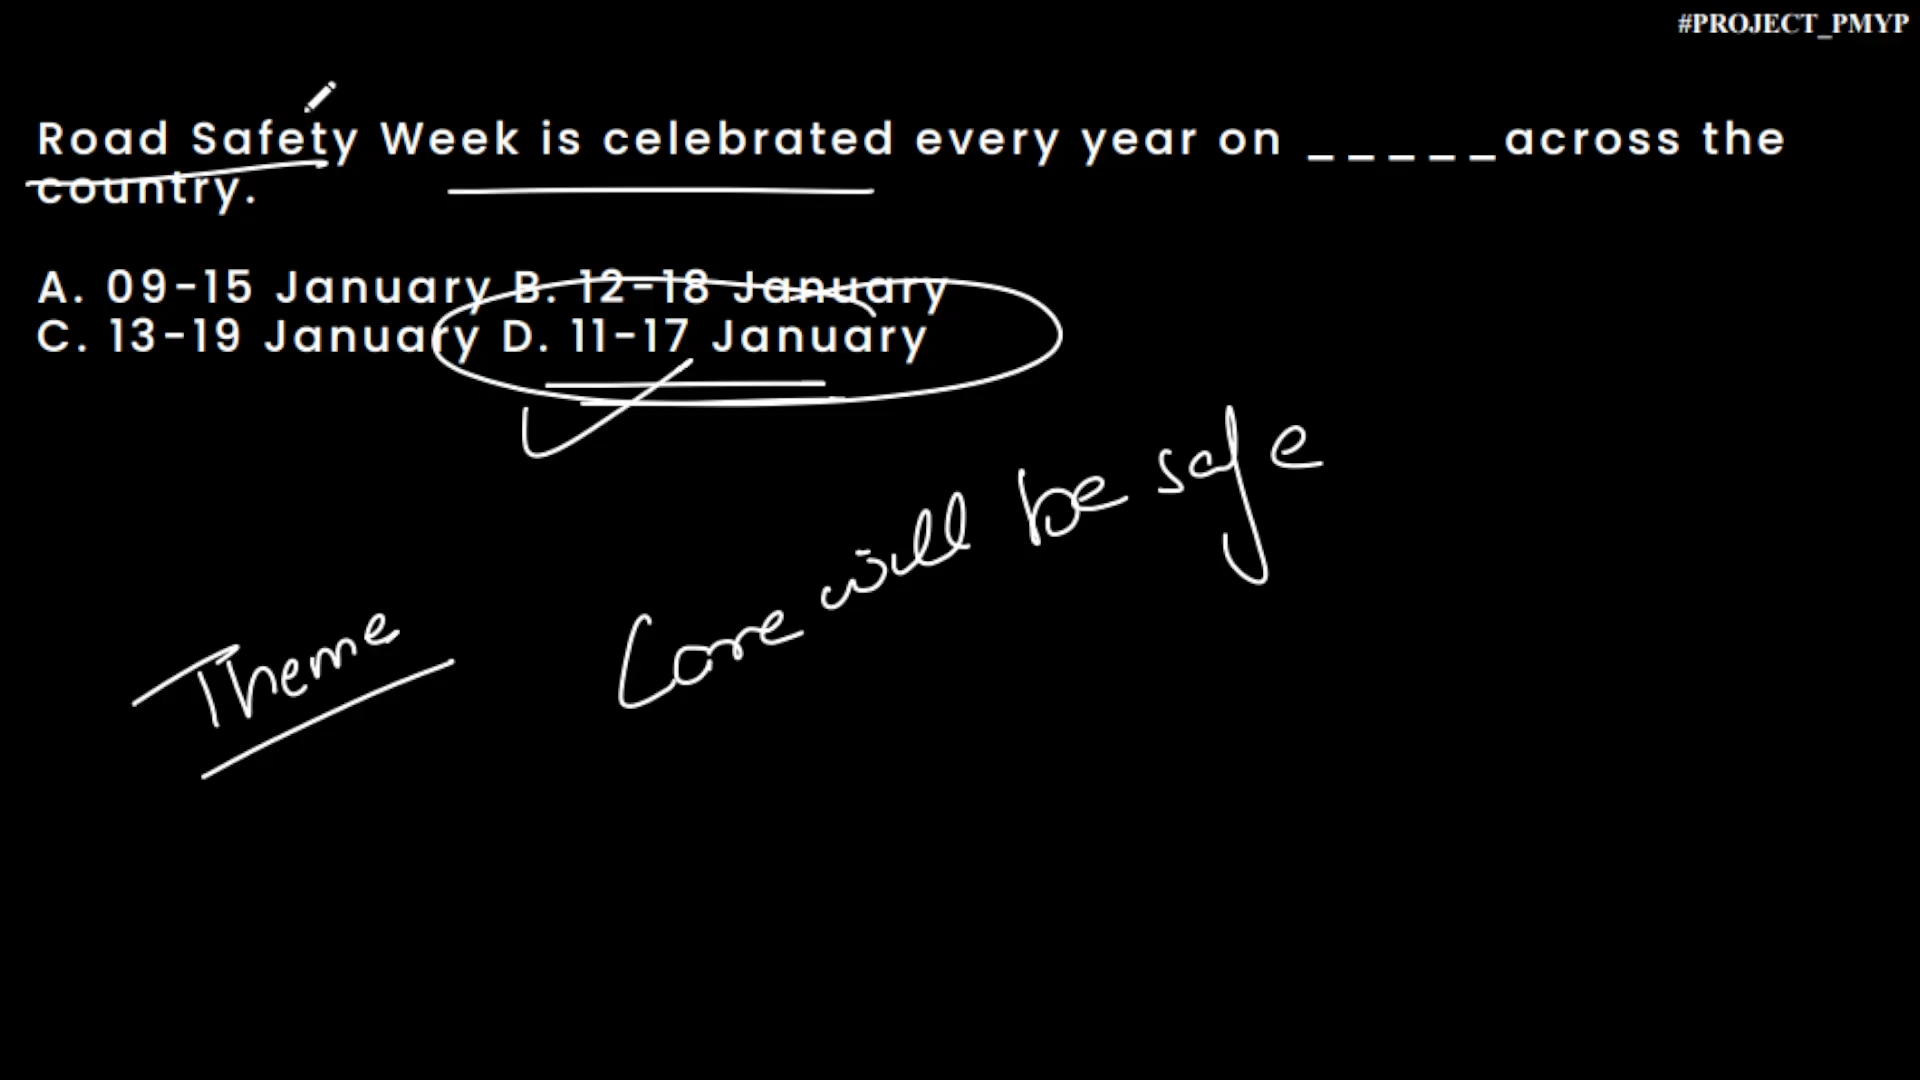 #PROJECT_PMYP
Road Safety Week is celebrated every year on _____across the
country.
A. 09-15 January B. 12-18 January
C. 13-19 January D. 11-17 January
Theme Care will be safe